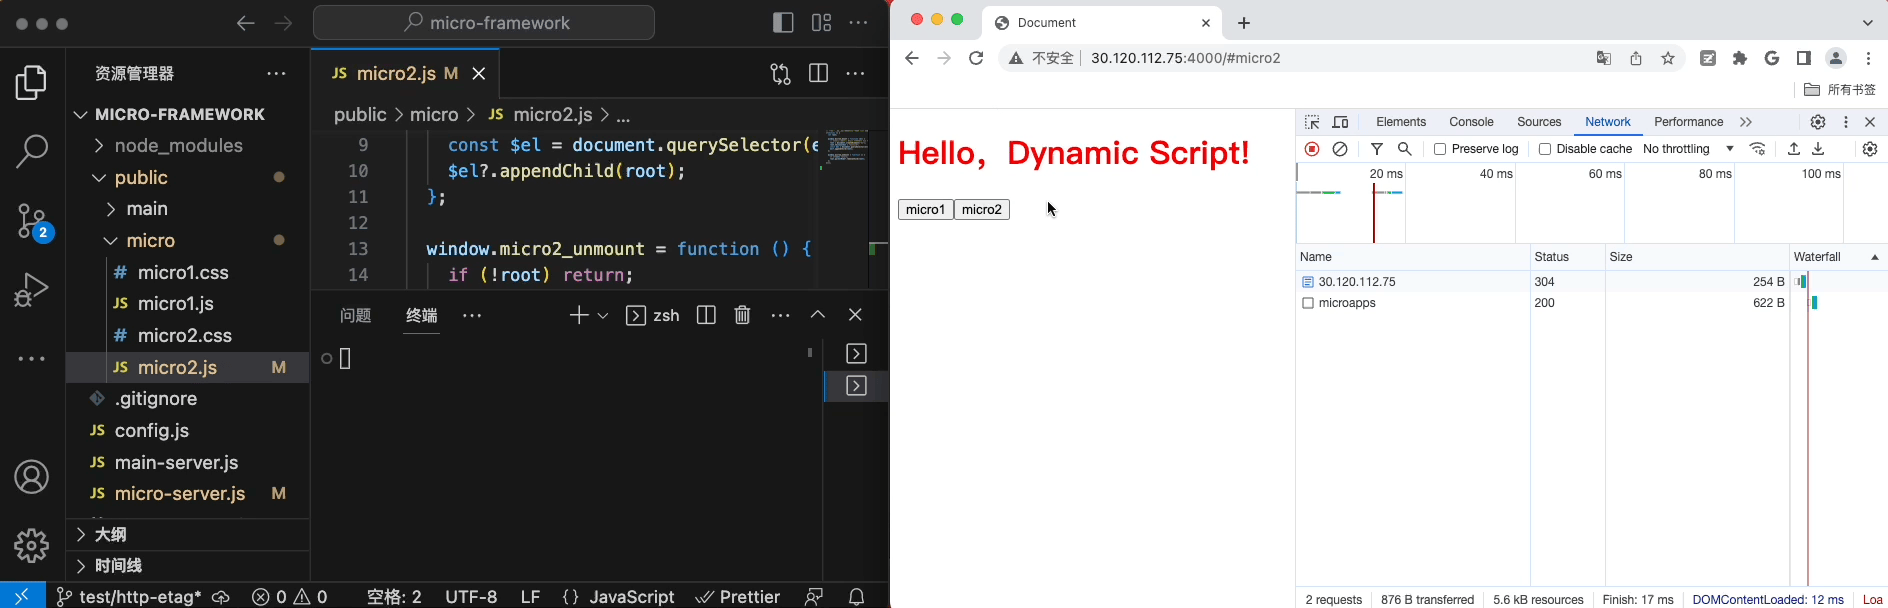 micro-framework
资源管理器
MICRO-FRAMEWORK
node_modules
public
main
micro
# micro1.css
JS micro1.js
# micro2.css
JS micro2.js M
.gitignore
JS config.js
JS main-server.js
JS micro-server.js M
大纲
时间线
2
JS micro2.js M
public > micro > JS micro2.js > ...
9 const $el = document.querySelector(
10 $el?.appendChild(root);
11 };
12
13 window.micro2_unmount = function () {
14 if (!root) return;
问题 终端
zsh
test/http-etag* 0 0 空格: 2 UTF-8 LF {} JavaScript Prettier
Document
不安全 30.120.112.75:4000/#micro2
所有书签
Hello，Dynamic Script!
micro1 micro2
Elements Console Sources Network Performance
Preserve log Disable cache No throttling
20 ms 40 ms 60 ms 80 ms 100 ms
Name Status Size Waterfall
30.120.112.75 304 254 B
microapps 200 622 B
2 requests 876 B transferred 5.6 kB resources Finish: 17 ms DOMContentLoaded: 12 ms Loa